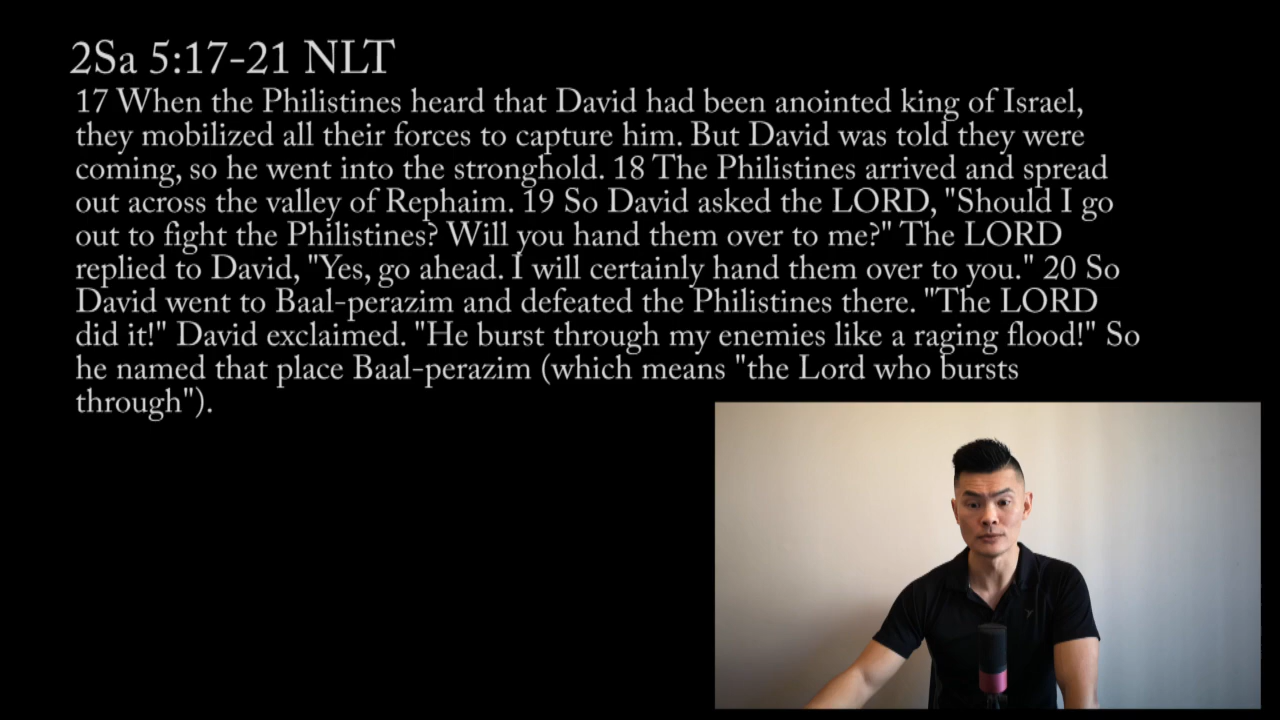 2Sa 5:17-21 NLT
17 When the Philistines heard that David had been anointed king of Israel,
they mobilized all their forces to capture him. But David was told they were
coming, so he went into the stronghold. 18 The Philistines arrived and spread
out across the valley of Rephaim. 19 So David asked the LORD, "Should I go
out to fight the Philistines? Will you hand them over to me?" The LORD
replied to David, "Yes, go ahead. I will certainly hand them over to you." 20 So
David went to Baal-perazim and defeated the Philistines there. "The LORD
did it!" David exclaimed. "He burst through my enemies like a raging flood!" So
he named that place Baal-perazim (which means "the Lord who bursts
through").